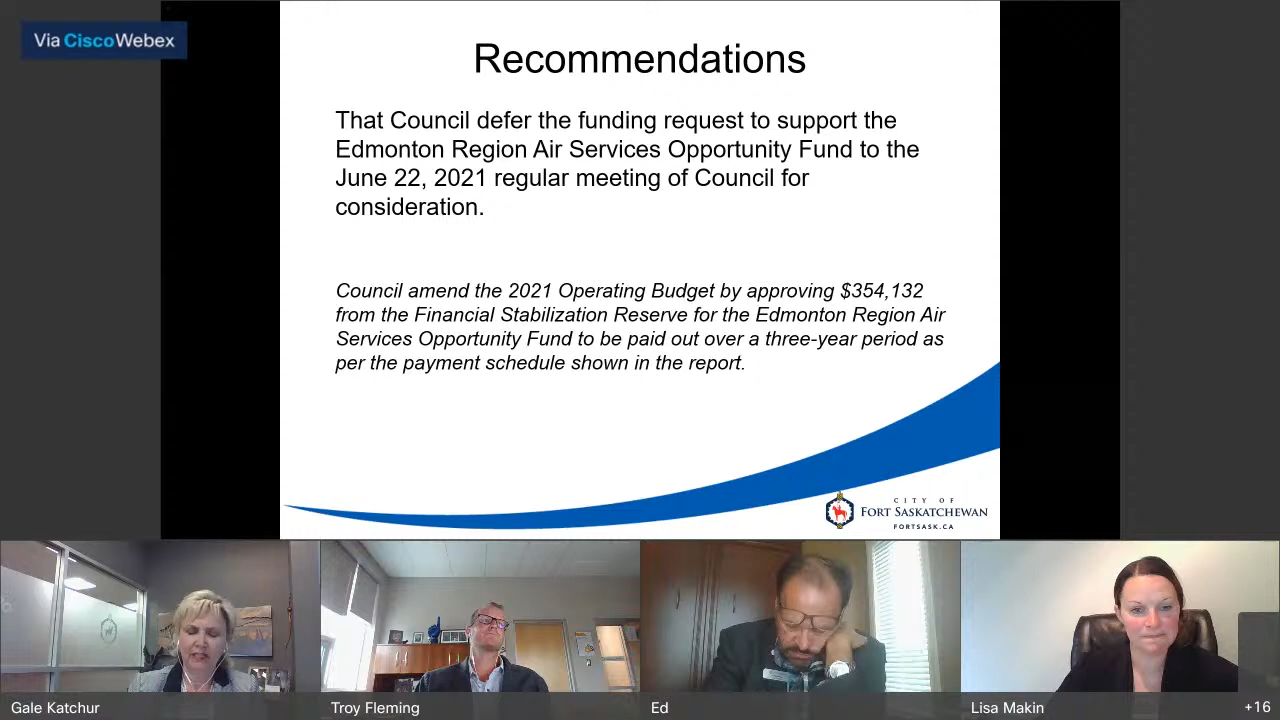 Via CiscoWebex
Recommendations
That Council defer the funding request to support the
Edmonton Region Air Services Opportunity Fund to the
June 22, 2021 regular meeting of Council for
consideration.
Council amend the 2021 Operating Budget by approving $354,132
from the Financial Stabilization Reserve for the Edmonton Region Air
Services Opportunity Fund to be paid out over a three-year period as
per the payment schedule shown in the report.
CITY OF
FORT SASKATCHEWAN
FORTSASK.CA
Gale Katchur
Troy Fleming
Ed
Lisa Makin
+16